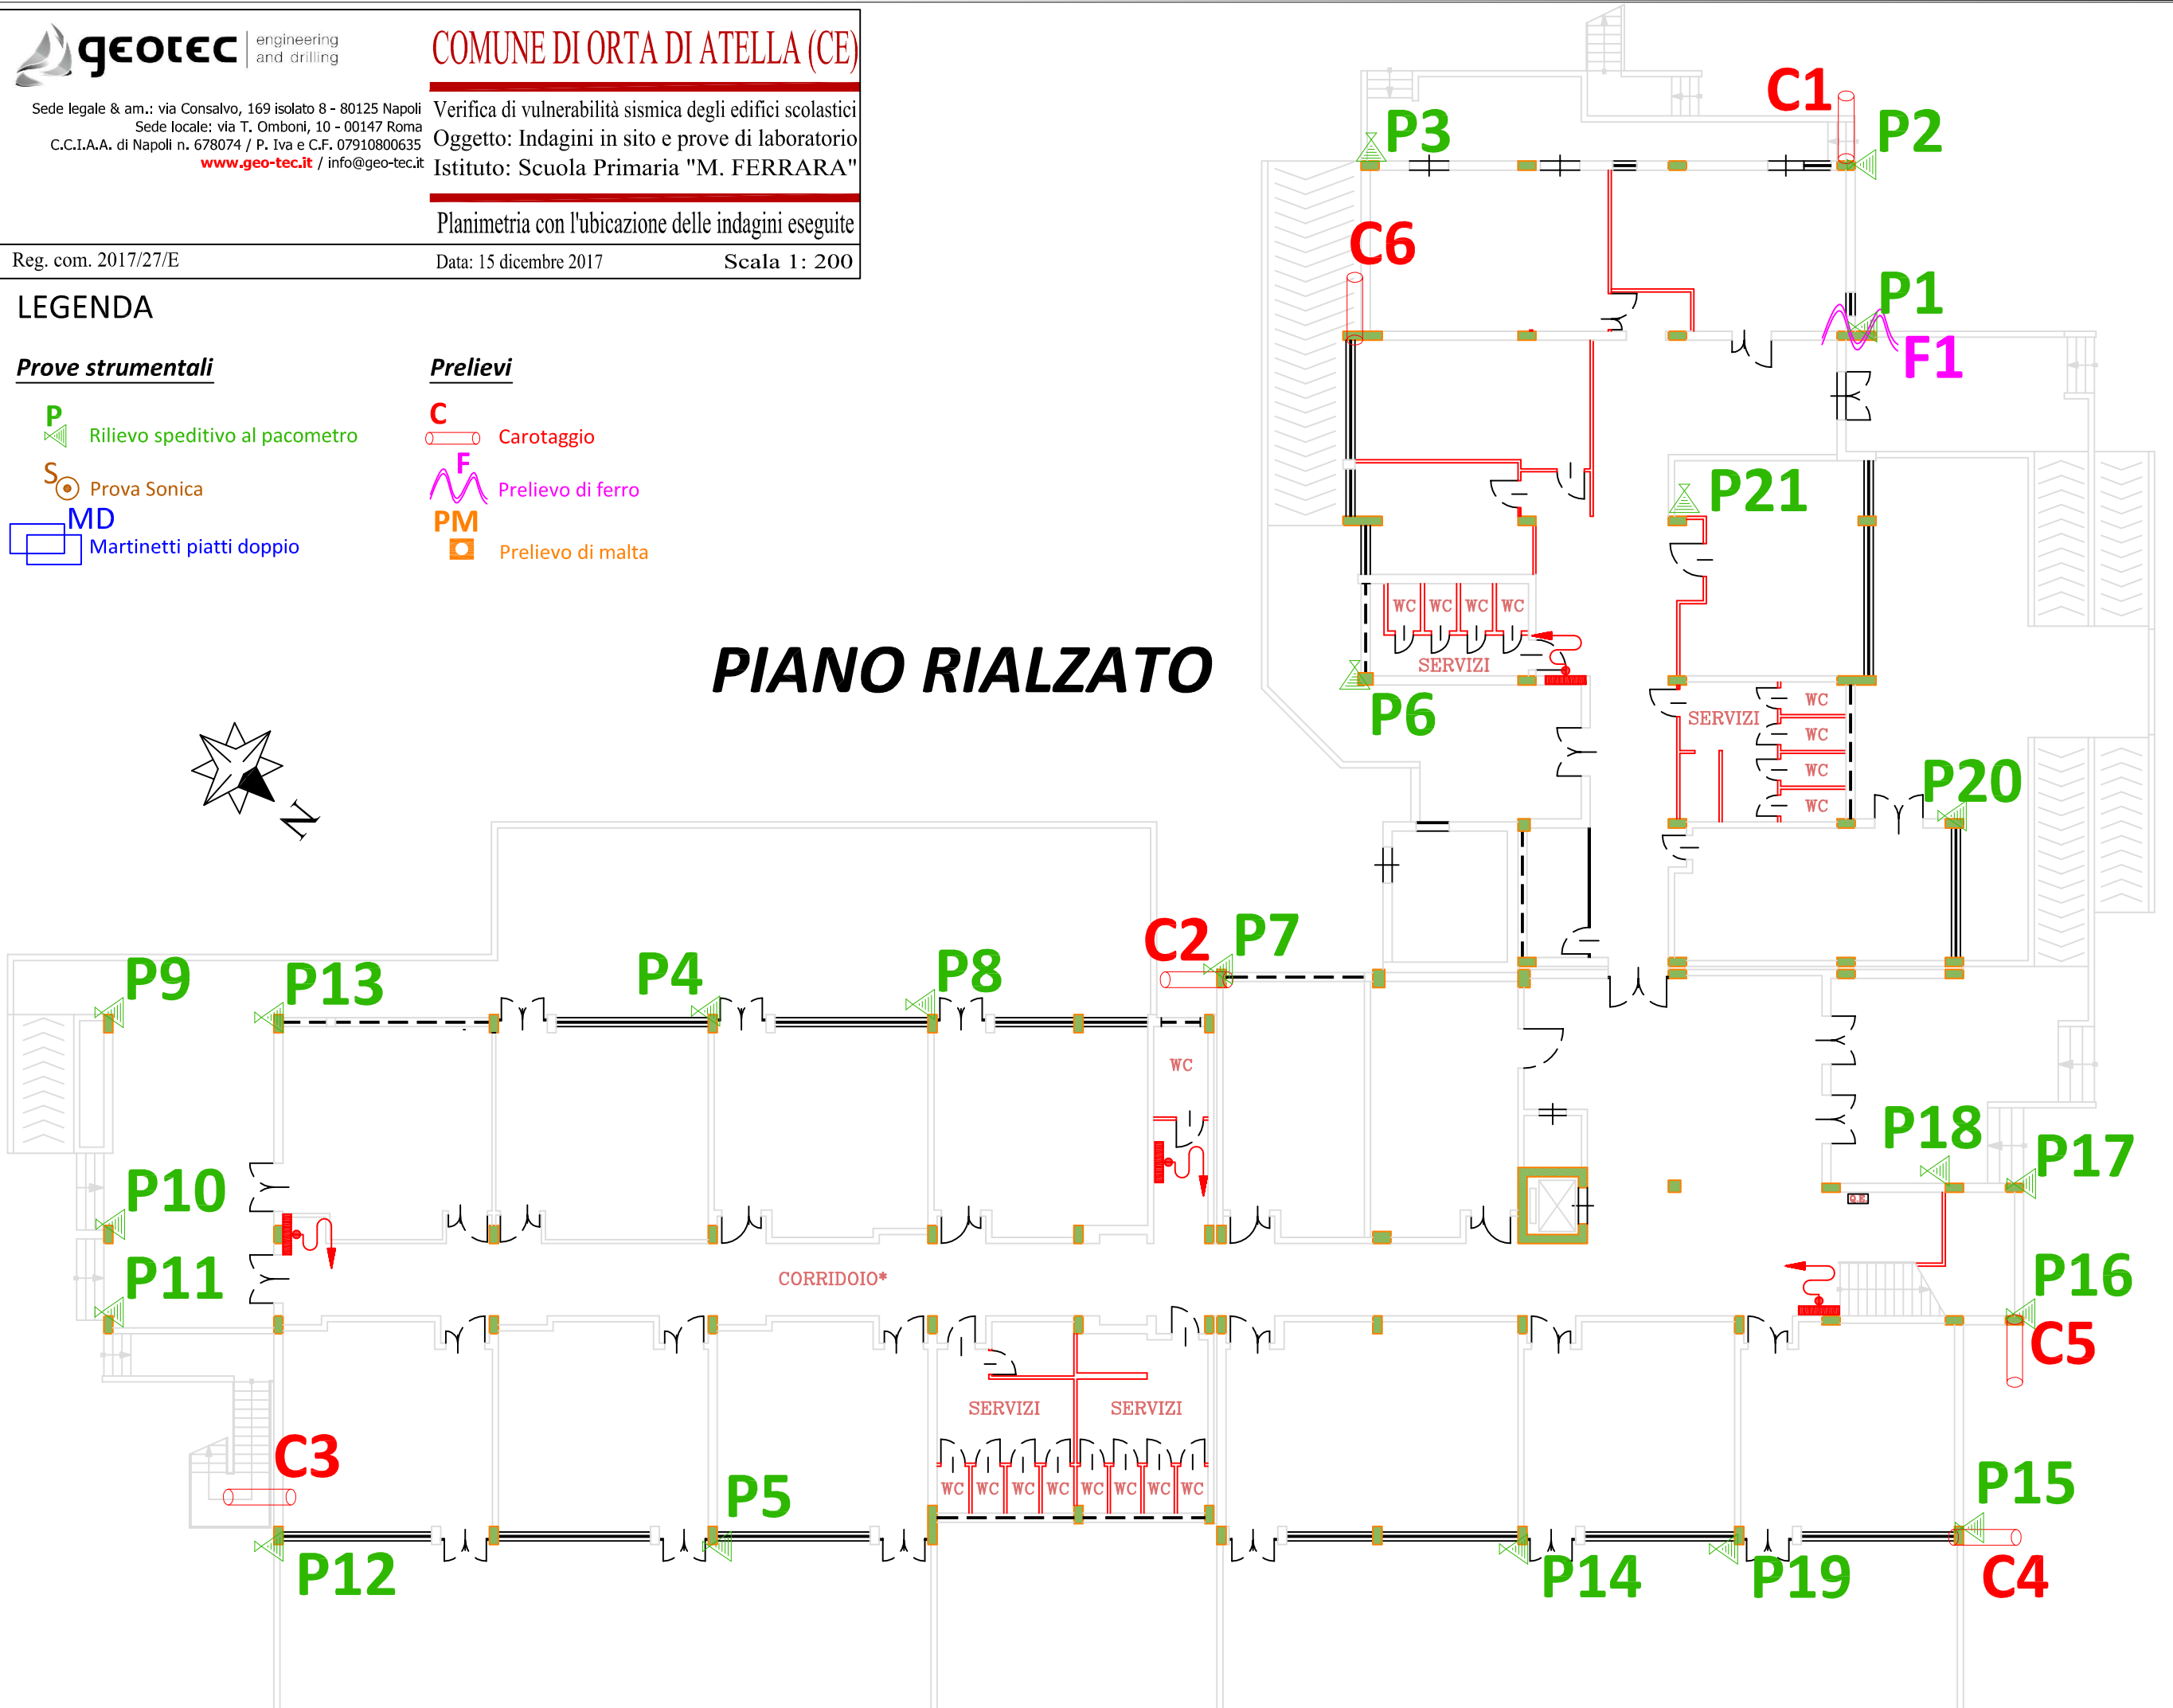 geotec engineering
and drilling
COMUNE DI ORTA DI ATELLA (CE)
Sede legale & am.: via Consalvo, 169 isolato 8 - 80125 Napoli
Sede locale: via T. Omboni, 10 - 00147 Roma
C.C.I.A.A. di Napoli n. 678074 / P. Iva e C.F. 07910800635
www.geo-tec.it / info@geo-tec.it
Verifica di vulnerabilità sismica degli edifici scolastici
Oggetto: Indagini in sito e prove di laboratorio
Istituto: Scuola Primaria "M. FERRARA"
Planimetria con l'ubicazione delle indagini eseguite
Reg. com. 2017/27/E
Data: 15 dicembre 2017
Scala 1: 200
LEGENDA
Prove strumentali
P
Rilievo speditivo al pacometro
S
Prova Sonica
MD
Martinetti piatti doppio
Prelievi
C
Carotaggio
F
Prelievo di ferro
PM
Prelievo di malta
PIANO RIALZATO
N
C1
P3
P2
C6
P1
F1
P21
WC WC WC WC
SERVIZI
P6
SERVIZI
WC
WC
WC
WC
P20
C2
P7
P9
P13
P4
P8
WC
P18
P17
P10
Q.E.
P11
CORRIDOIO*
P16
C5
SERVIZI
SERVIZI
C3
WC WC WC WC WC WC WC WC
P5
P15
P12
P14
P19
C4